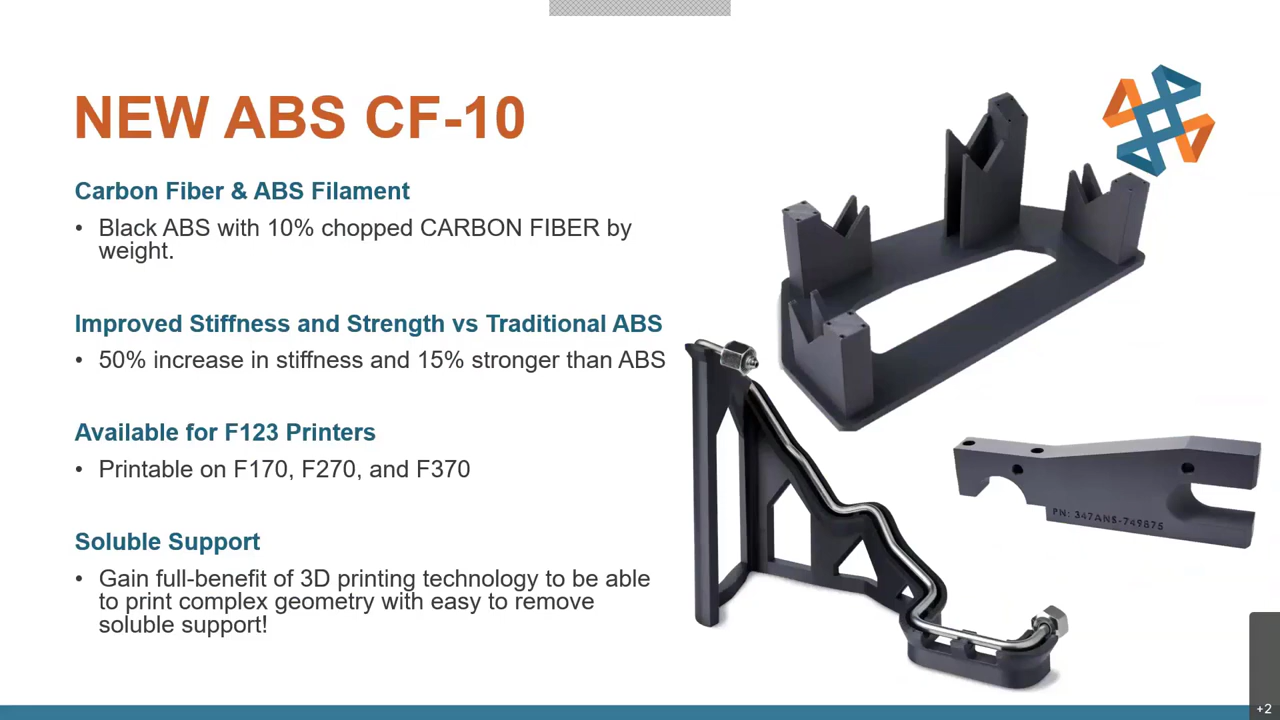 NEW ABS CF-10
Carbon Fiber & ABS Filament
• Black ABS with 10% chopped CARBON FIBER by
weight.
Improved Stiffness and Strength vs Traditional ABS
• 50% increase in stiffness and 15% stronger than ABS
Available for F123 Printers
• Printable on F170, F270, and F370
Soluble Support
• Gain full-benefit of 3D printing technology to be able
to print complex geometry with easy to remove
soluble support!
PN: 347ANS-749875
+2